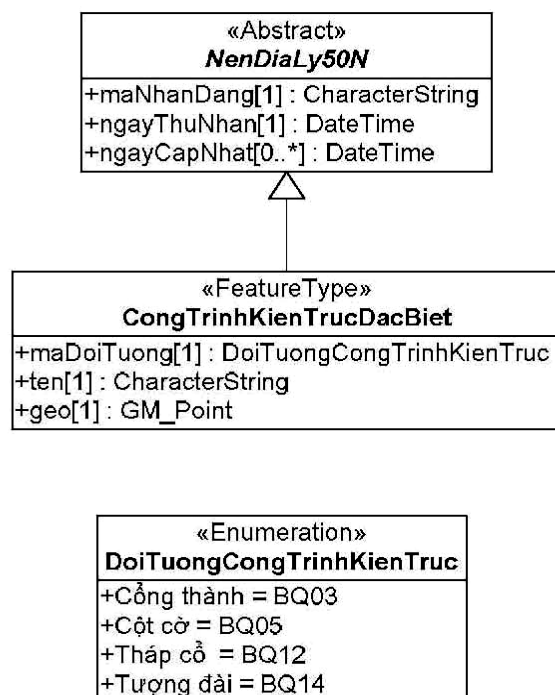 «Abstract»
NenDiaLy50N
+maNhanDang[1] : CharacterString
+ngayThuNhan[1] : DateTime
+ngayCapNhat[0..*] : DateTime
«FeatureType»
CongTrinhKienTrucDacBiet
+maDoiTuong[1] : DoiTuongCongTrinhKienTruc
+ten[1] : CharacterString
+geo[1] : GM_Point
«Enumeration»
DoiTuongCongTrinhKienTruc
+Cổng thành = BQ03
+Cột cờ = BQ05
+Tháp cổ = BQ12
+Tượng đài = BQ14